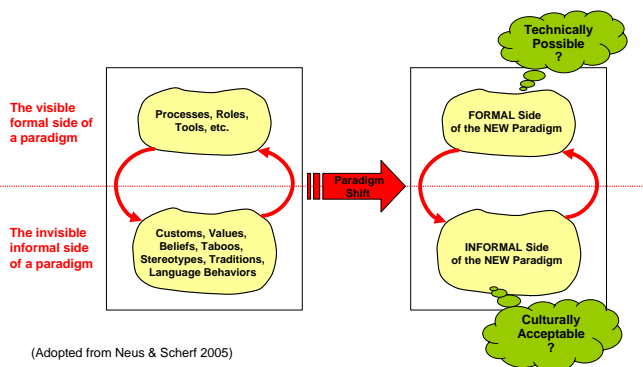 Technically
Possible
?
The visible
formal side of
a paradigm
Processes, Roles,
Tools, etc.
FORMAL Side
of the NEW Paradigm
Paradigm
Shift
The invisible
informal side
of a paradigm
Customs, Values,
Beliefs, Taboos,
Stereotypes, Traditions,
Language Behaviors
INFORMAL Side
of the NEW Paradigm
Culturally
Acceptable
?
(Adopted from Neus & Scherf 2005)